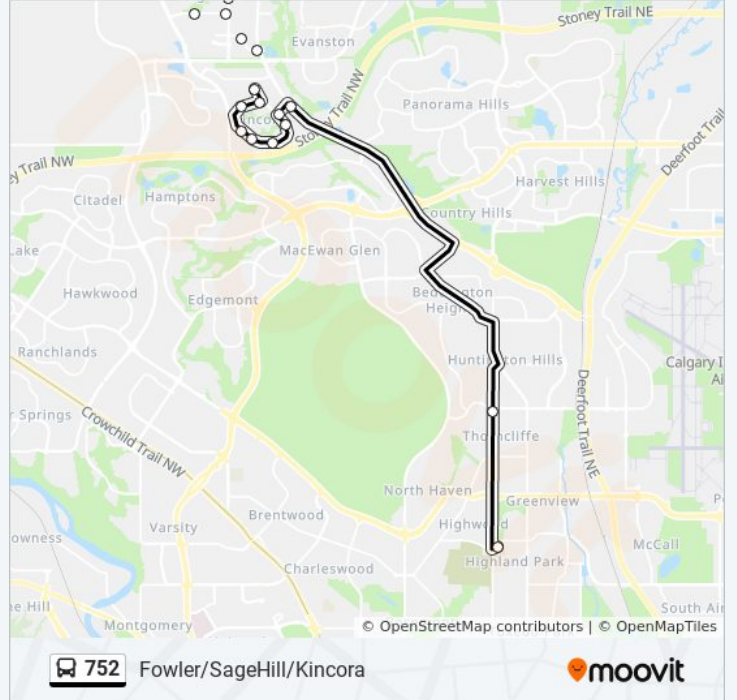 Stoney Trail NE
Evanston
Panorama Hills
Stoney Trail NW
Deerfoot Trail
ey Trail NW
Harvest Hills
Citadel
Hamptons
Country Hills
Lake
MacEwan Glen
Hawkwood
Edgemont
Ranchlands
Huntington Hills
Calgary I
Ai
Deerfoot Trail NE
r Springs
Crowchild Trail NW
Thorncliffe
North Haven
Greenview
P
Brentwood
Varsity
Highwood
owness
McCall
Highland Park
Charleswood
ne Hill
South Air
Montgomery
© OpenStreetMap contributors | © OpenMapTiles
752 Fowler/SageHill/Kincora
moovit